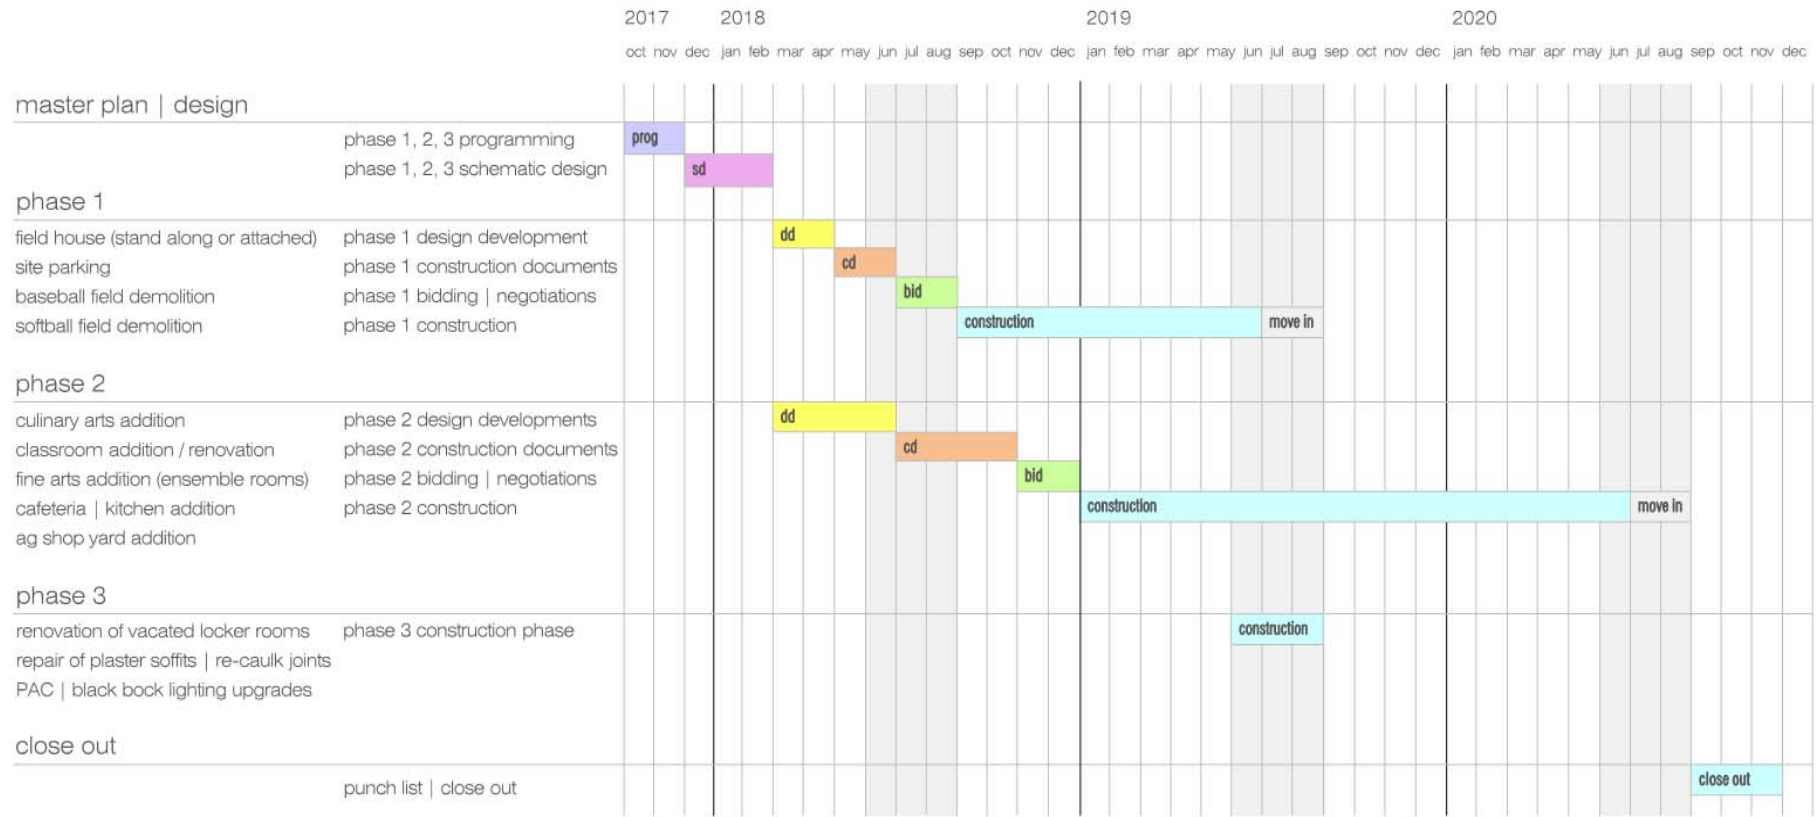 2017 2018 2019 2020
oct nov dec jan feb mar apr may jun jul aug sep oct nov dec jan feb mar apr may jun jul aug sep oct nov dec jan feb mar apr may jun jul aug sep oct nov dec
master plan | design
phase 1, 2, 3 programming prog
phase 1, 2, 3 schematic design sd
phase 1
field house (stand along or attached) phase 1 design development dd
site parking phase 1 construction documents cd
baseball field demolition phase 1 bidding | negotiations bid
softball field demolition phase 1 construction construction move in
phase 2
culinary arts addition phase 2 design developments dd
classroom addition / renovation phase 2 construction documents cd
fine arts addition (ensemble rooms) phase 2 bidding | negotiations bid
cafeteria | kitchen addition phase 2 construction construction move in
ag shop yard addition
phase 3
renovation of vacated locker rooms phase 3 construction phase construction
repair of plaster soffits | re-caulk joints
PAC | black bock lighting upgrades
close out
punch list | close out close out